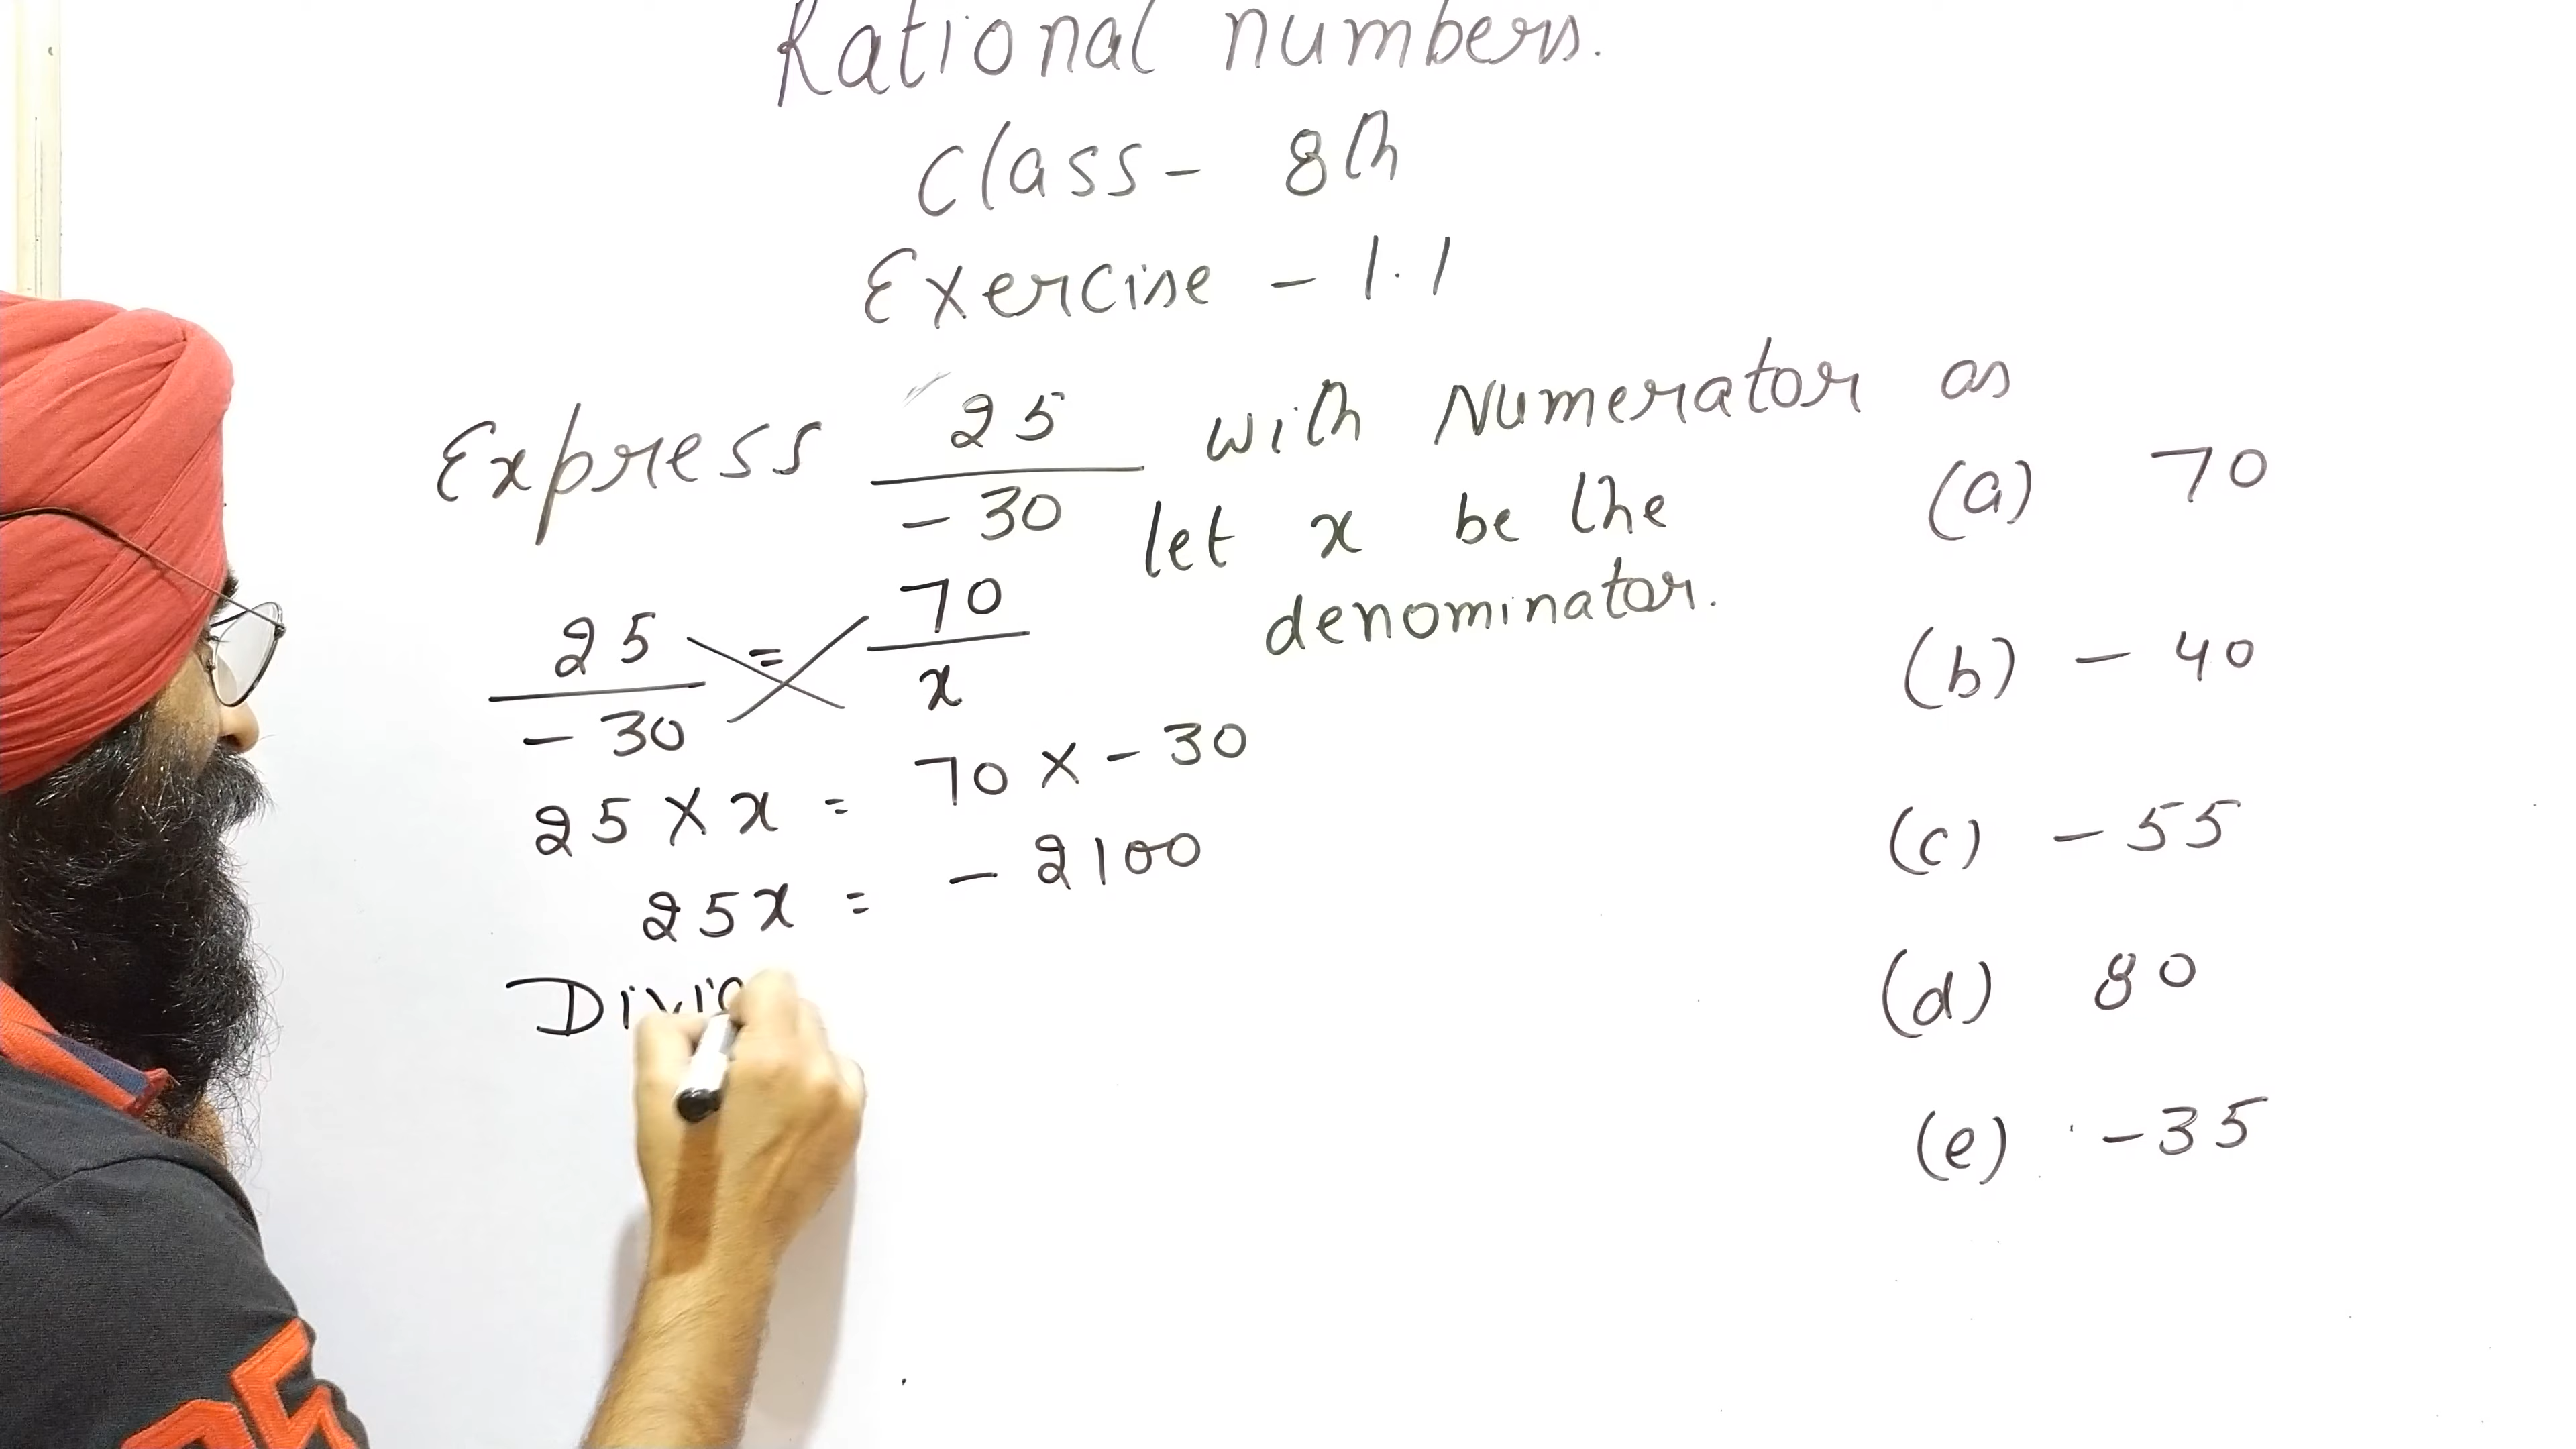 Rational numbers.
Class - 8th
Exercise - 1.1
Express 25/-30 with Numerator as
let x be the
denominator.
(a) 70
(b) - 40
(c) - 55
(d) 80
(e) -35
25/-30 = 70/x
25 × x = 70 × - 30
25x = - 2100